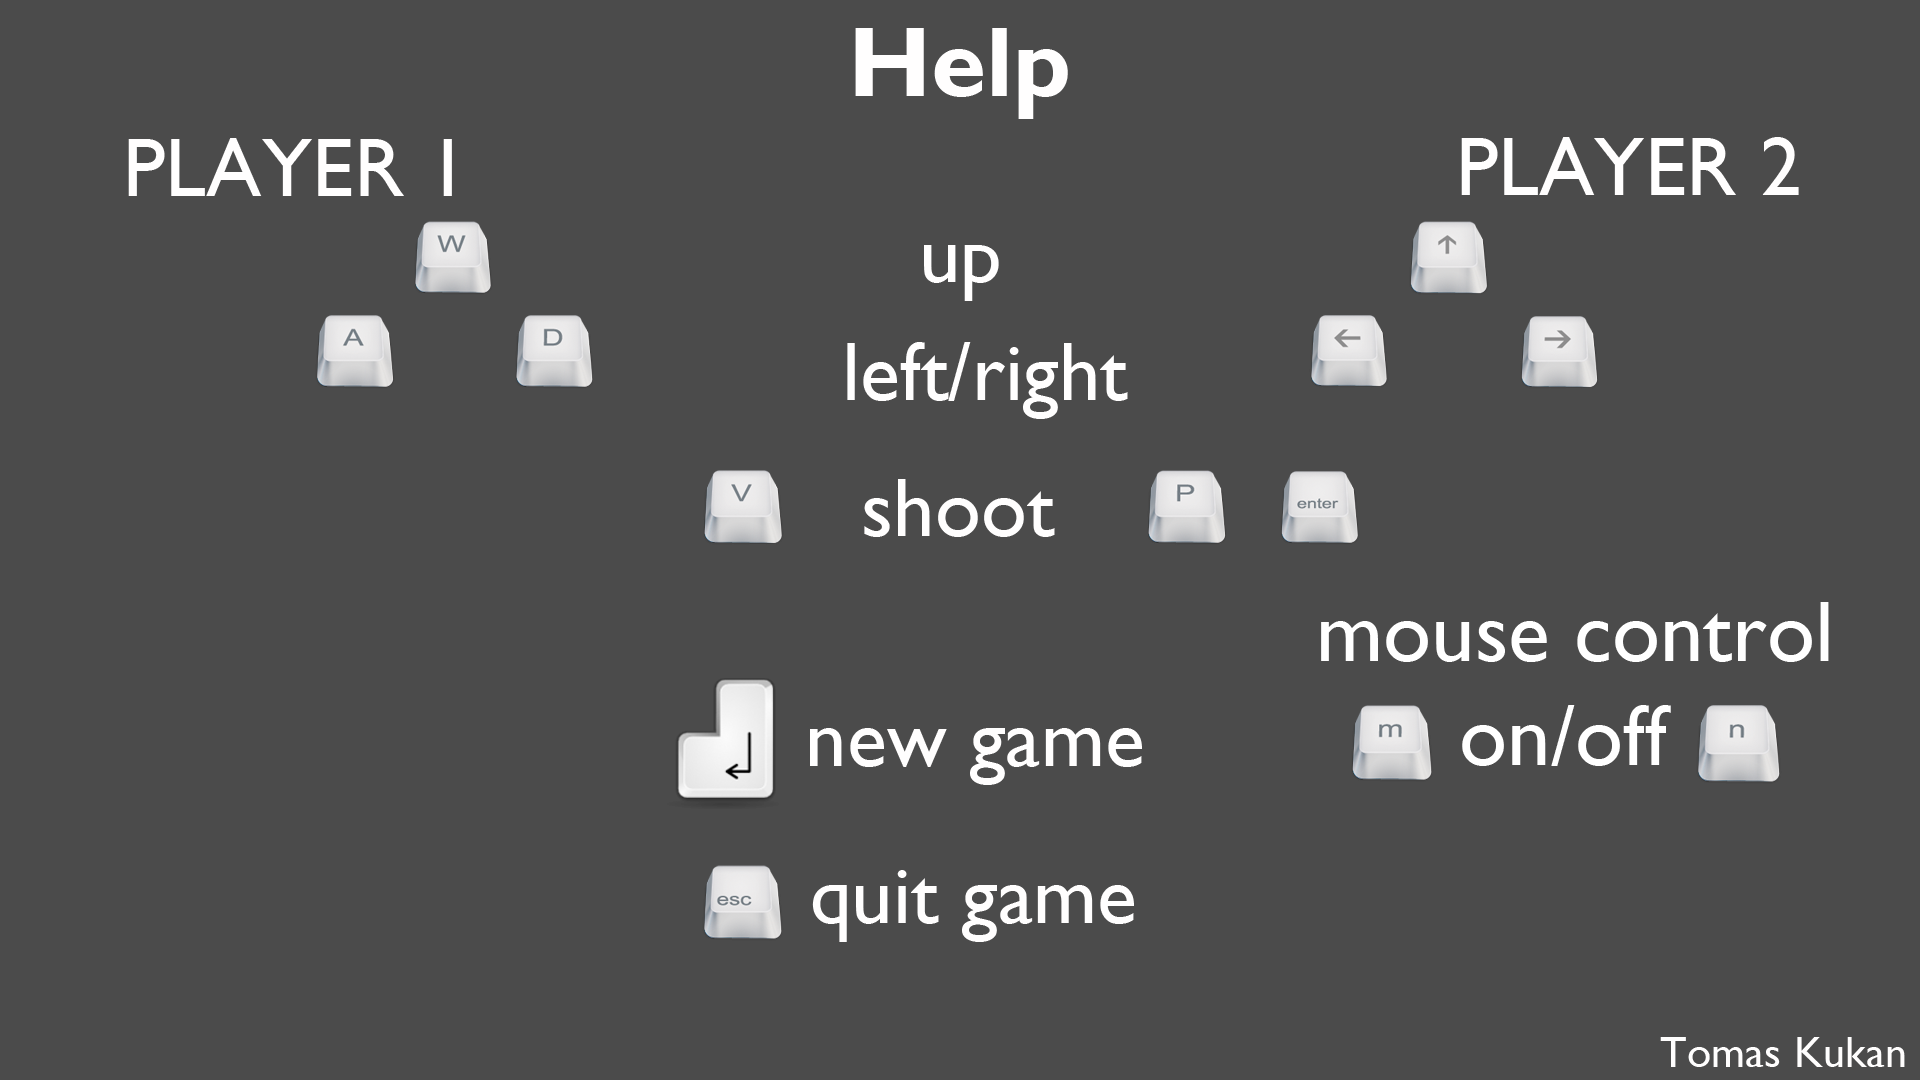 Help
PLAYER 1
PLAYER 2
W
up
↑
A
D
left/right
←
→
V
shoot
P
enter
mouse control
new game
m
on/off
n
esc
quit game
Tomas Kukan